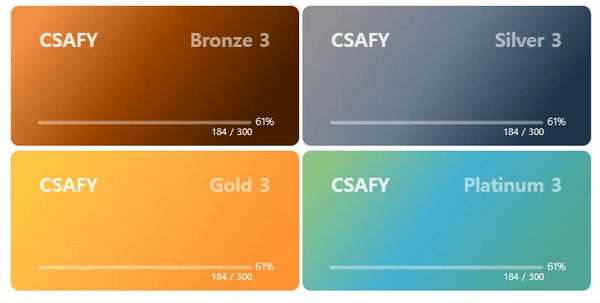 CSAFY Bronze 3
61%
184 / 300
CSAFY Silver 3
61%
184 / 300
CSAFY Gold 3
61%
184 / 300
CSAFY Platinum 3
61%
184 / 300